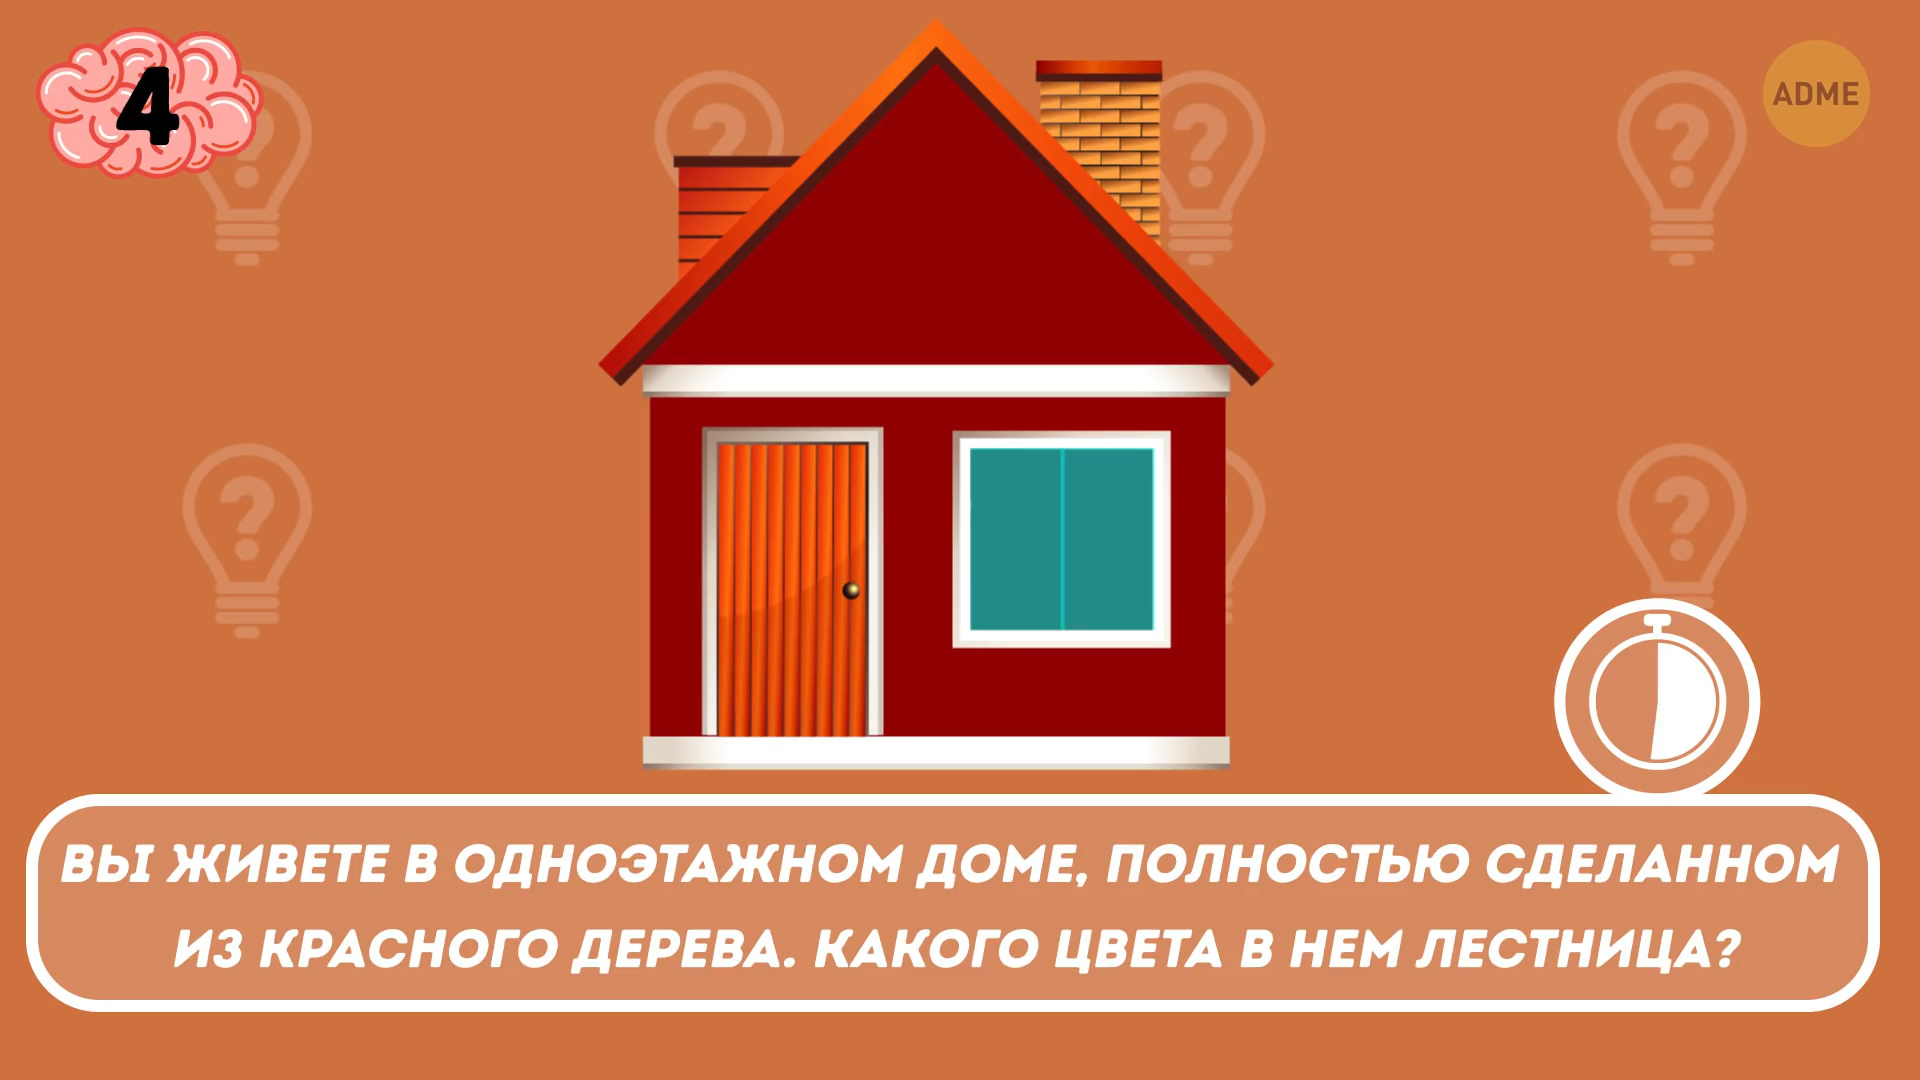 4
ADME
ВЫ ЖИВЕТЕ В ОДНОЭТАЖНОМ ДОМЕ, ПОЛНОСТЬЮ СДЕЛАННОМ
ИЗ КРАСНОГО ДЕРЕВА. КАКОГО ЦВЕТА В НЕМ ЛЕСТНИЦА?